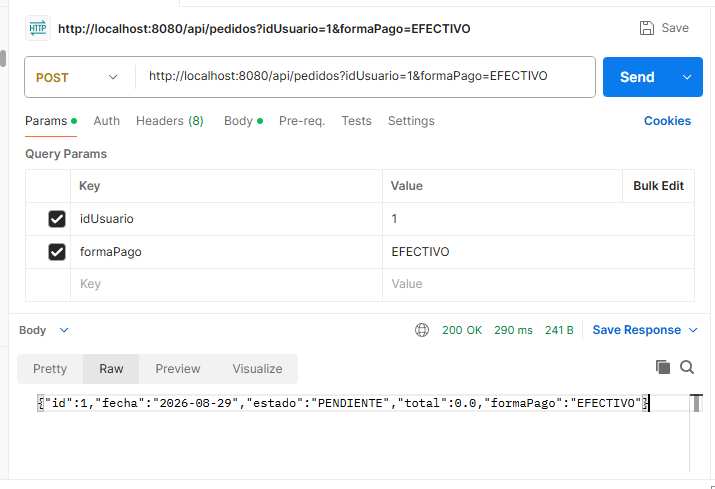 HTTP http://localhost:8080/api/pedidos?idUsuario=1&formaPago=EFECTIVO Save
POST http://localhost:8080/api/pedidos?idUsuario=1&formaPago=EFECTIVO Send
Params Auth Headers (8) Body Pre-req. Tests Settings Cookies
Query Params
Key Value Bulk Edit
idUsuario 1
formaPago EFECTIVO
Key Value
Body 200 OK 290 ms 241 B Save Response
Pretty Raw Preview Visualize
{"id":1,"fecha":"2026-08-29","estado":"PENDIENTE","total":0.0,"formaPago":"EFECTIVO"}